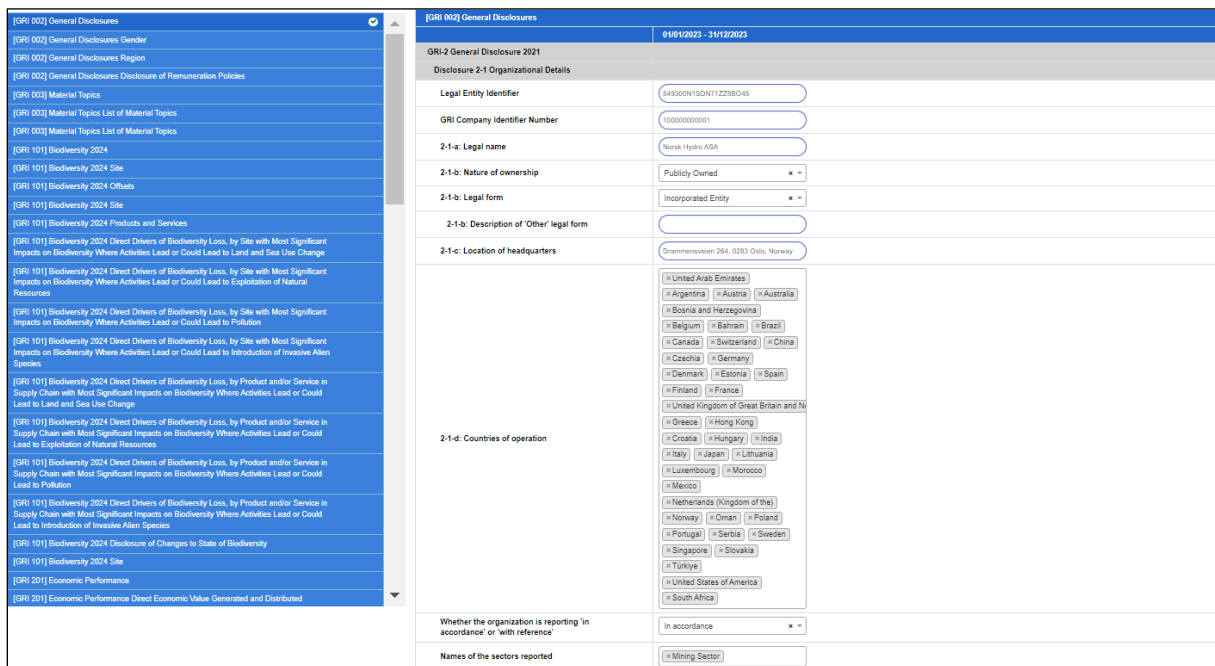 [GRI 002] General Disclosures
[GRI 002] General Disclosures Gender
[GRI 002] General Disclosures Region
[GRI 002] General Disclosures Disclosure of Remuneration Policies
[GRI 003] Material Topics
[GRI 003] Material Topics List of Material Topics
[GRI 003] Material Topics List of Material Topics
[GRI 101] Biodiversity 2024
[GRI 101] Biodiversity 2024 Site
[GRI 101] Biodiversity 2024 Offsets
[GRI 101] Biodiversity 2024 Site
[GRI 101] Biodiversity 2024 Products and Services
[GRI 101] Biodiversity 2024 Direct Drivers of Biodiversity Loss, by Site with Most Significant
Impacts on Biodiversity Where Activities Lead or Could Lead to Land and Sea Use Change
[GRI 101] Biodiversity 2024 Direct Drivers of Biodiversity Loss, by Site with Most Significant
Impacts on Biodiversity Where Activities Lead or Could Lead to Exploitation of Natural
Resources
[GRI 101] Biodiversity 2024 Direct Drivers of Biodiversity Loss, by Site with Most Significant
Impacts on Biodiversity Where Activities Lead or Could Lead to Pollution
[GRI 101] Biodiversity 2024 Direct Drivers of Biodiversity Loss, by Site with Most Significant
Impacts on Biodiversity Where Activities Lead or Could Lead to Introduction of Invasive Alien
Species
[GRI 101] Biodiversity 2024 Direct Drivers of Biodiversity Loss, by Product and/or Service in
Supply Chain with Most Significant Impacts on Biodiversity Where Activities Lead or Could
Lead to Land and Sea Use Change
[GRI 101] Biodiversity 2024 Direct Drivers of Biodiversity Loss, by Product and/or Service in
Supply Chain with Most Significant Impacts on Biodiversity Where Activities Lead or Could
Lead to Exploitation of Natural Resources
[GRI 101] Biodiversity 2024 Direct Drivers of Biodiversity Loss, by Product and/or Service in
Supply Chain with Most Significant Impacts on Biodiversity Where Activities Lead or Could
Lead to Pollution
[GRI 101] Biodiversity 2024 Direct Drivers of Biodiversity Loss, by Product and/or Service in
Supply Chain with Most Significant Impacts on Biodiversity Where Activities Lead or Could
Lead to Introduction of Invasive Alien Species
[GRI 101] Biodiversity 2024 Disclosure of Changes to State of Biodiversity
[GRI 101] Biodiversity 2024 Site
[GRI 201] Economic Performance
[GRI 201] Economic Performance Direct Economic Value Generated and Distributed
[GRI 002] General Disclosures
01/01/2023 - 31/12/2023
GRI-2 General Disclosure 2021
Disclosure 2-1 Organizational Details
Legal Entity Identifier 549300N1SDN71ZZ8BO45
GRI Company Identifier Number 100000000001
2-1-a: Legal name Norsk Hydro ASA
2-1-b: Nature of ownership Publicly Owned × 
2-1-b: Legal form Incorporated Entity ×
2-1-b: Description of 'Other' legal form
2-1-c: Location of headquarters Drammensveien 264, 0283 Oslo, Norway
2-1-d: Countries of operation
× United Arab Emirates
× Argentina × Austria × Australia
× Bosnia and Herzegovina
× Belgium × Bahrain × Brazil
× Canada × Switzerland × China
× Czechia × Germany
× Denmark × Estonia × Spain
× Finland × France
× United Kingdom of Great Britain and No
× Greece × Hong Kong
× Croatia × Hungary × India
× Italy × Japan × Lithuania
× Luxembourg × Morocco
× Mexico
× Netherlands (Kingdom of the)
× Norway × Oman × Poland
× Portugal × Serbia × Sweden
× Singapore × Slovakia
× Türkiye
× United States of America
× South Africa
Whether the organization is reporting 'in
accordance' or 'with reference' In accordance ×
Names of the sectors reported × Mining Sector